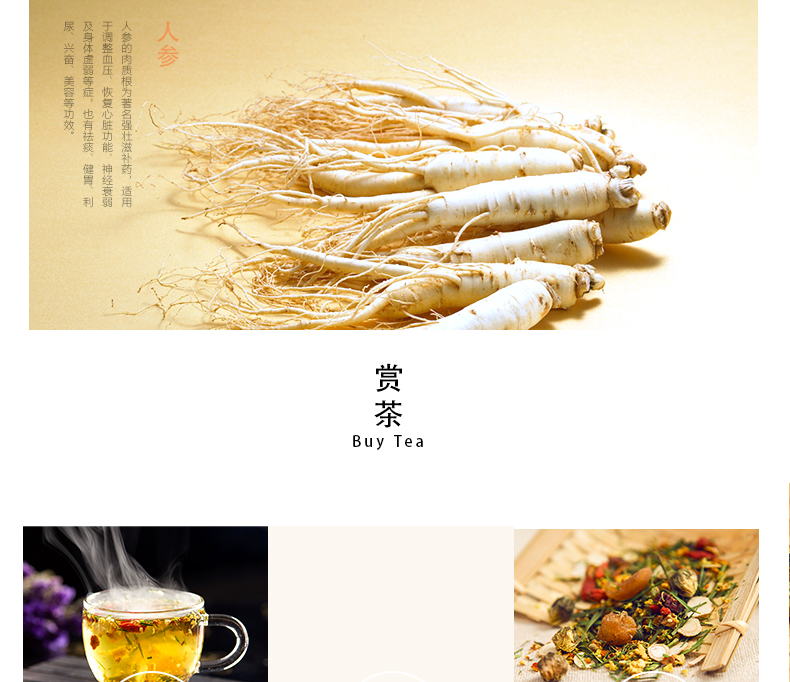 人参
人参的肉质根为著名强壮滋补药，适用
于调整血压、恢复心脏功能、神经衰弱
及身体虚弱等症，也有祛痰、健胃、利
尿、兴奋、美容等功效。
赏
茶
Buy Tea